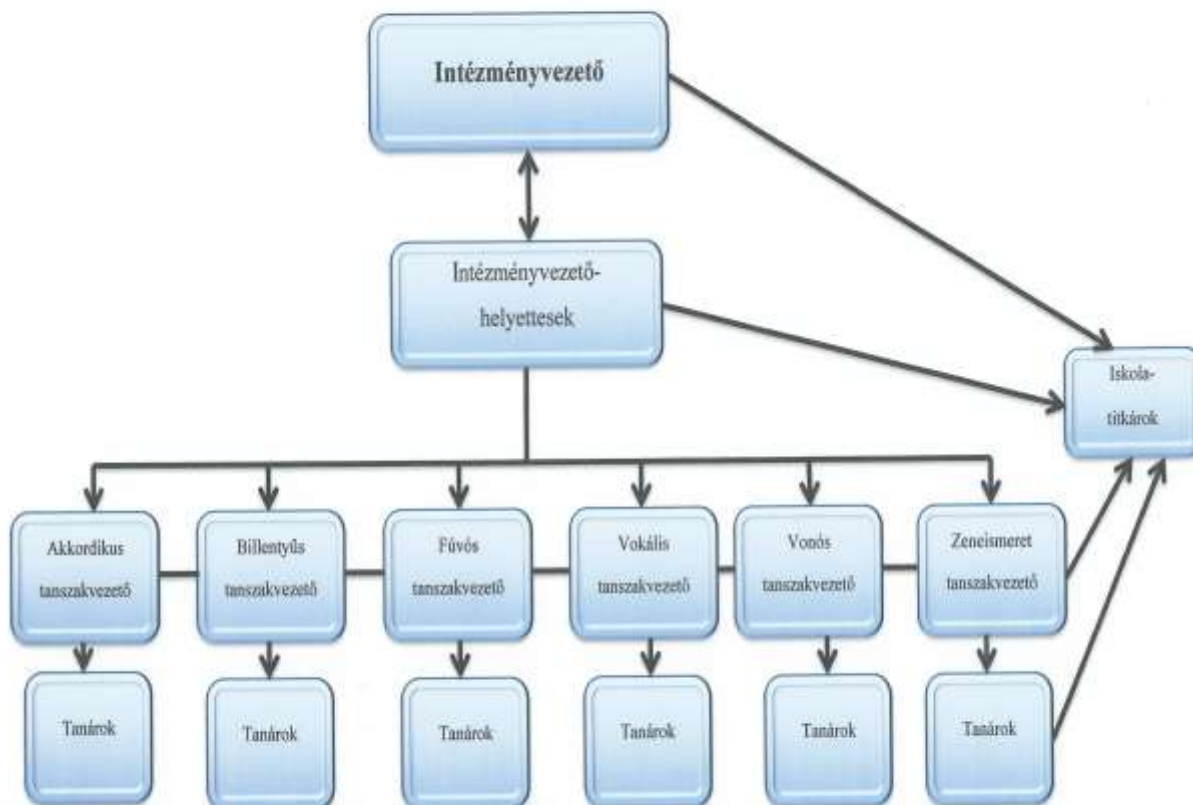 Intézményvezető
Intézményvezető-
helyettesek
Iskola-
titkárok
Akkordikus
tanszakvezető
Billentyűs
tanszakvezető
Fúvós
tanszakvezető
Vokális
tanszakvezető
Vonós
tanszakvezető
Zeneismeret
tanszakvezető
Tanárok
Tanárok
Tanárok
Tanárok
Tanárok
Tanárok